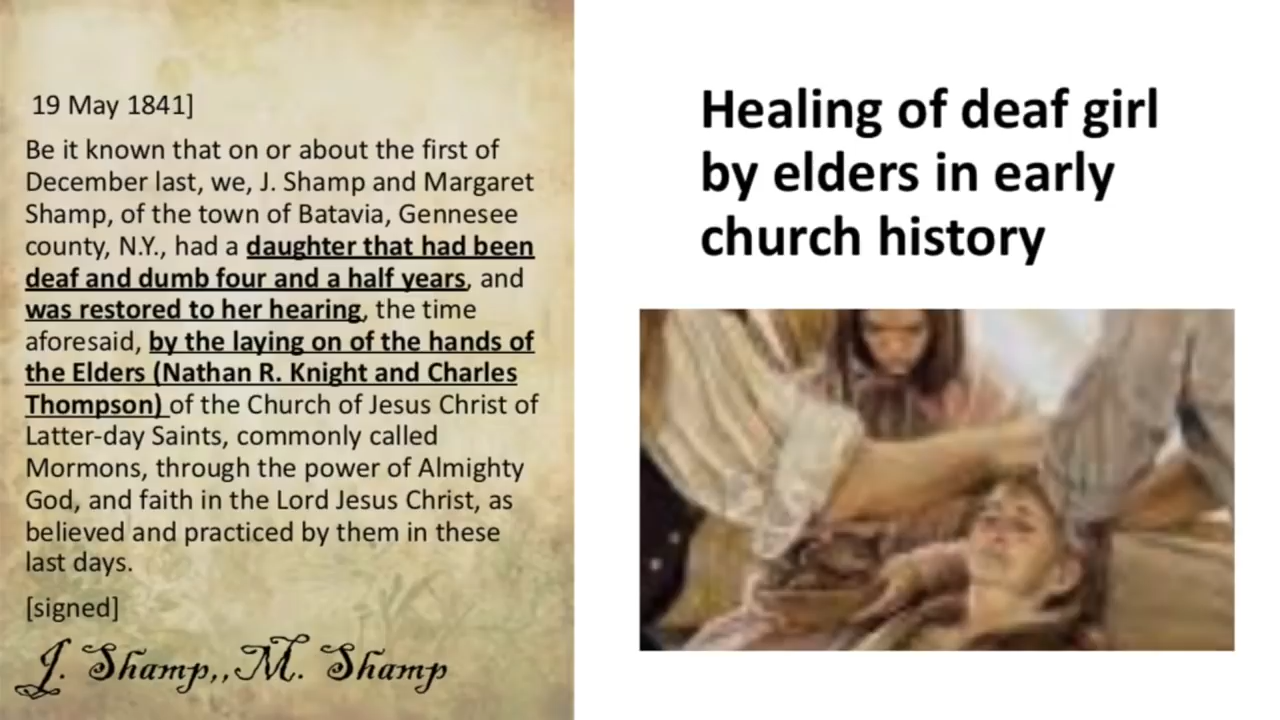 19 May 1841]
Be it known that on or about the first of
December last, we, J. Shamp and Margaret
Shamp, of the town of Batavia, Gennesee
county, N.Y., had a daughter that had been
deaf and dumb four and a half years, and
was restored to her hearing, the time
aforesaid, by the laying on of the hands of
the Elders (Nathan R. Knight and Charles
Thompson) of the Church of Jesus Christ of
Latter-day Saints, commonly called
Mormons, through the power of Almighty
God, and faith in the Lord Jesus Christ, as
believed and practiced by them in these
last days.
[signed]
J. Shamp,,M. Shamp
Healing of deaf girl
by elders in early
church history